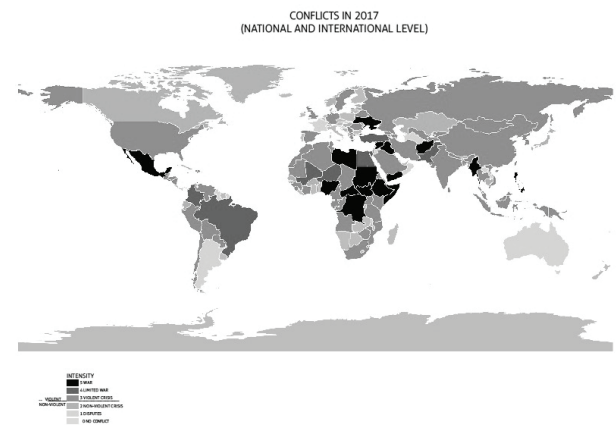 CONFLICTS IN 2017
(NATIONAL AND INTERNATIONAL LEVEL)
INTENSITY
5 WAR
4 LIMITED WAR
VIOLENT
3 VIOLENT CRISIS
NON-VIOLENT
2 NON-VIOLENT CRISIS
1 DISPUTES
0 NO CONFLICT